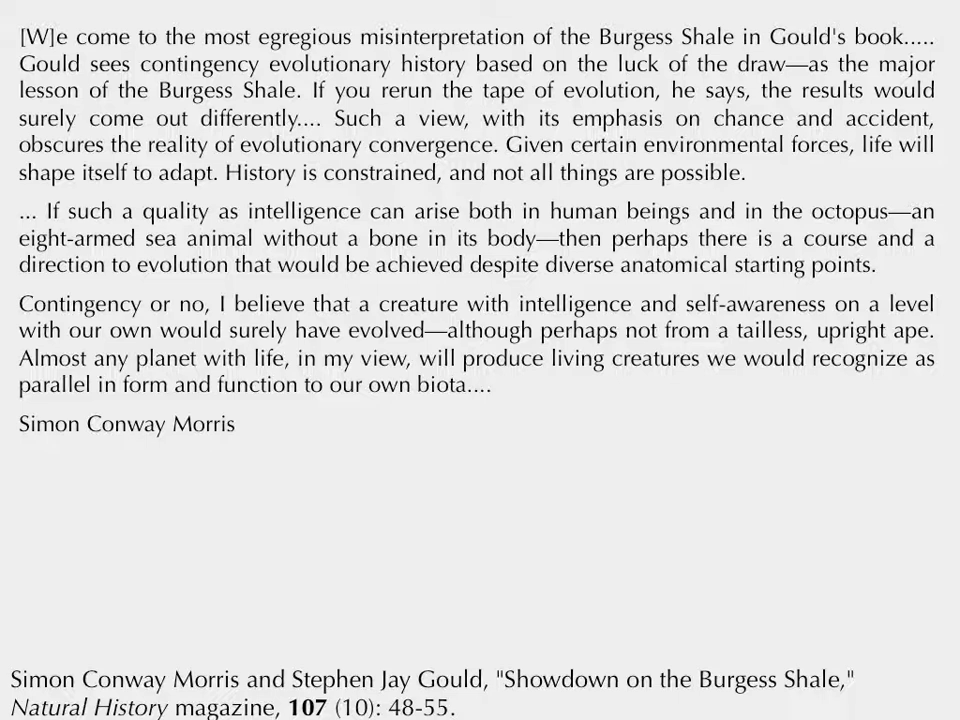 [W]e come to the most egregious misinterpretation of the Burgess Shale in Gould's book.....
Gould sees contingency evolutionary history based on the luck of the draw—as the major
lesson of the Burgess Shale. If you rerun the tape of evolution, he says, the results would
surely come out differently.... Such a view, with its emphasis on chance and accident,
obscures the reality of evolutionary convergence. Given certain environmental forces, life will
shape itself to adapt. History is constrained, and not all things are possible.
... If such a quality as intelligence can arise both in human beings and in the octopus—an
eight-armed sea animal without a bone in its body—then perhaps there is a course and a
direction to evolution that would be achieved despite diverse anatomical starting points.
Contingency or no, I believe that a creature with intelligence and self-awareness on a level
with our own would surely have evolved—although perhaps not from a tailless, upright ape.
Almost any planet with life, in my view, will produce living creatures we would recognize as
parallel in form and function to our own biota....
Simon Conway Morris
Simon Conway Morris and Stephen Jay Gould, "Showdown on the Burgess Shale,"
Natural History magazine, 107 (10): 48-55.